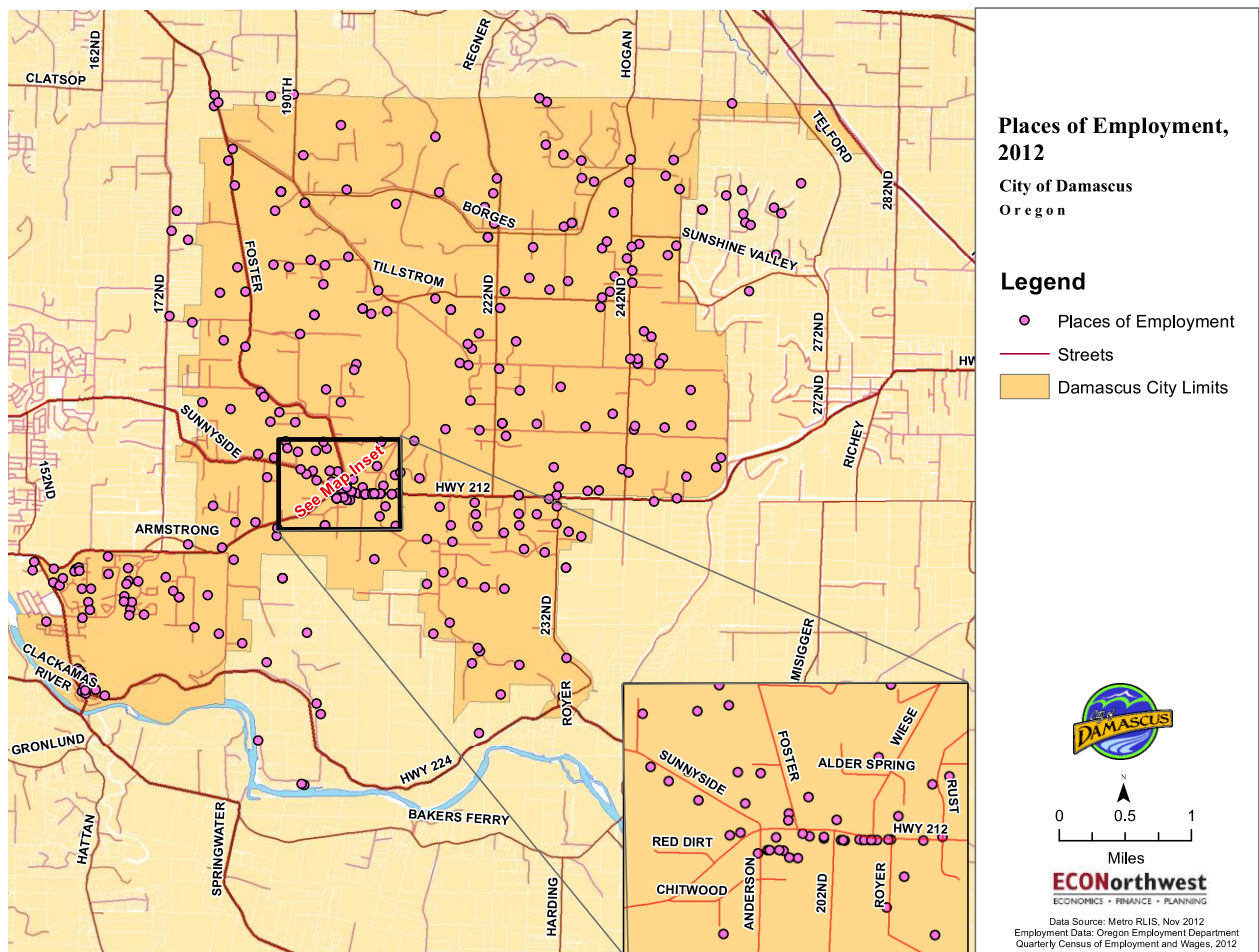 162ND
CLATSOP
190TH
REGNER
HOGAN
TELFORD
282ND
BORGES
SUNSHINE VALLEY
FOSTER
TILLSTROM
172ND
222ND
242ND
272ND
HW
272ND
SUNNYSIDE
RICHEY
152ND
See Map Inset
HWY 212
ARMSTRONG
232ND
MISIGGER
CLACKAMAS
RIVER
ROYER
GRONLUND
HWY 224
BAKERS FERRY
HATTAN
SPRINGWATER
HARDING
WIESE
FOSTER
SUNNYSIDE
ALDER SPRING
RUST
HWY 212
RED DIRT
CHITWOOD
ANDERSON
202ND
ROYER
Places of Employment,
2012
City of Damascus
Oregon
Legend
Places of Employment
Streets
Damascus City Limits
City of
DAMASCUS
N
0 0.5 1
Miles
ECONorthwest
ECONOMICS • FINANCE • PLANNING
Data Source: Metro RLIS, Nov 2012
Employment Data: Oregon Employment Department
Quarterly Census of Employment and Wages, 2012